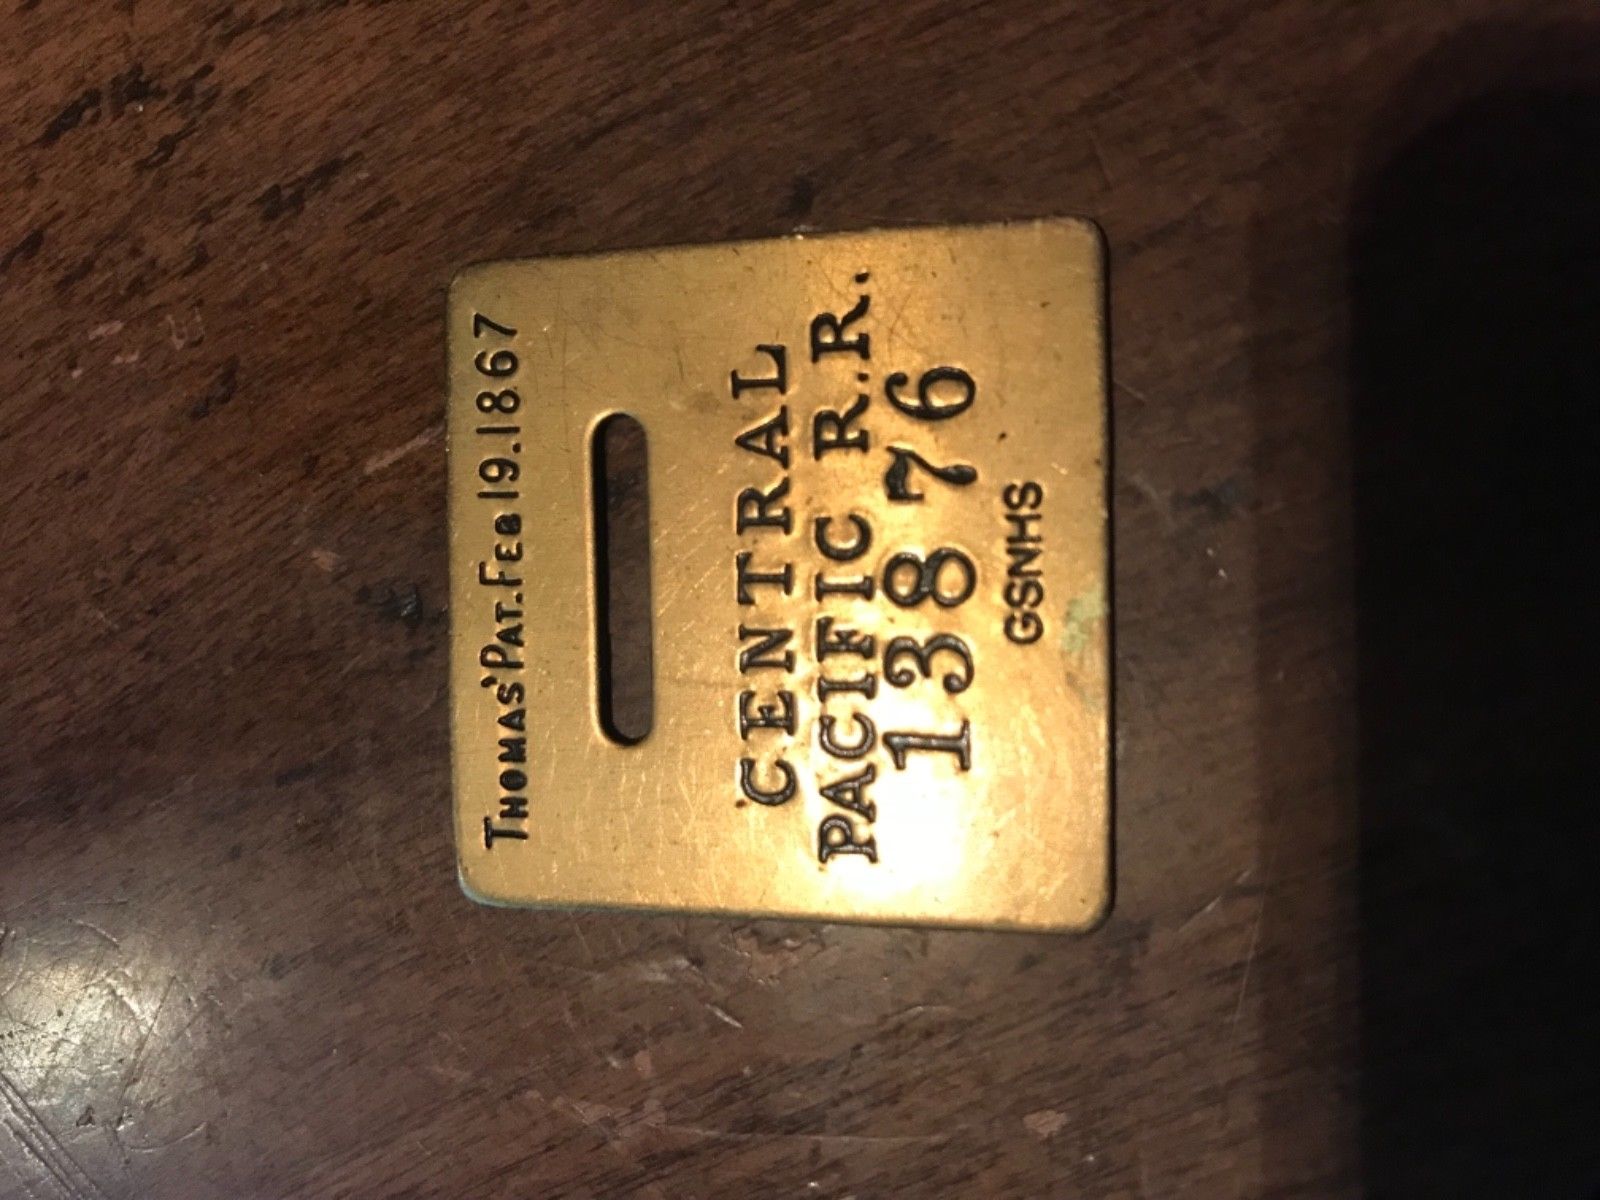 THOMAS' PAT. FEB 19.1867
CENTRAL
PACIFIC R.R.
13876
GSNHS